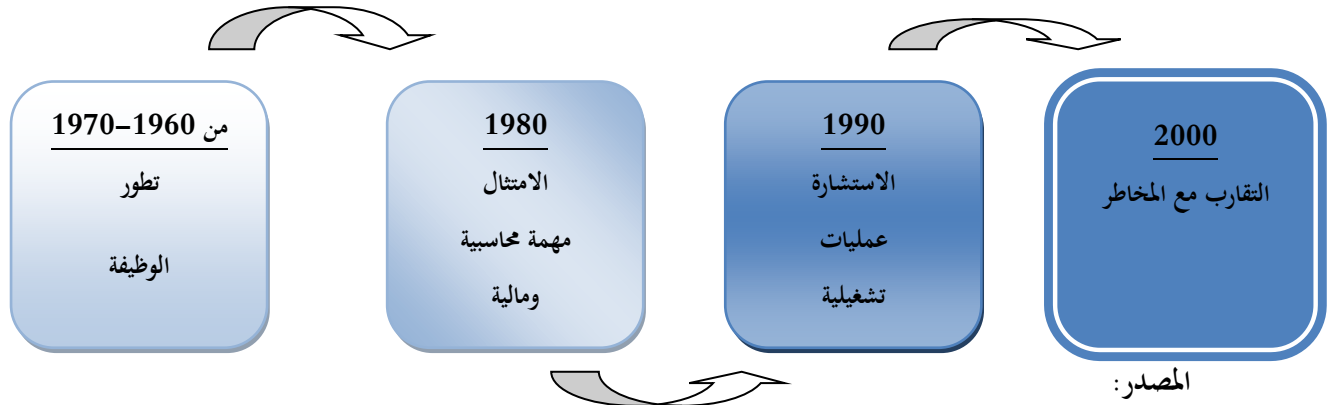 من 1960-1970
تطور
الوظيفة
1980
الامتثال
مهمة محاسبية
ومالية
1990
الاستشارة
عمليات
تشغيلية
2000
التقارب مع المخاطر
المصدر: